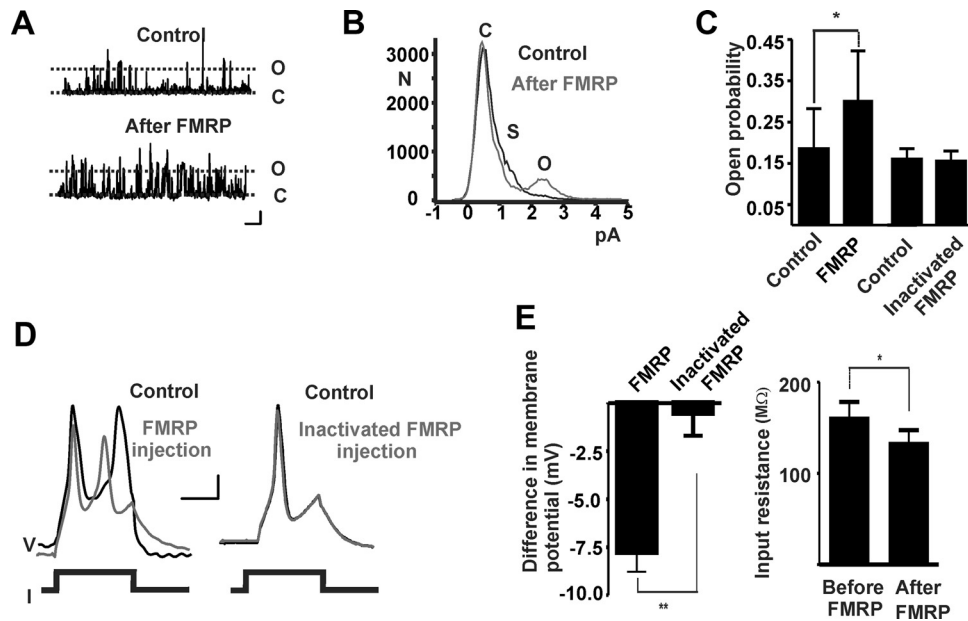 A
Control
O
C
After FMRP
O
C
B
C
Control
After FMRP
N
3000
2000
1000
0
S
O
-1 0 1 2 3 4 5
pA
C
*
Open probability
0.45
0.35
0.25
0.15
0.05
Control
FMRP
Control
Inactivated
FMRP
D
Control
FMRP
injection
Control
Inactivated FMRP
injection
V
I
E
FMRP
Inactivated
FMRP
Difference in membrane
potential (mV)
-2.5
-5.0
-7.5
-10.0
**
*
Input resistance (MΩ)
200
100
Before
FMRP
After
FMRP